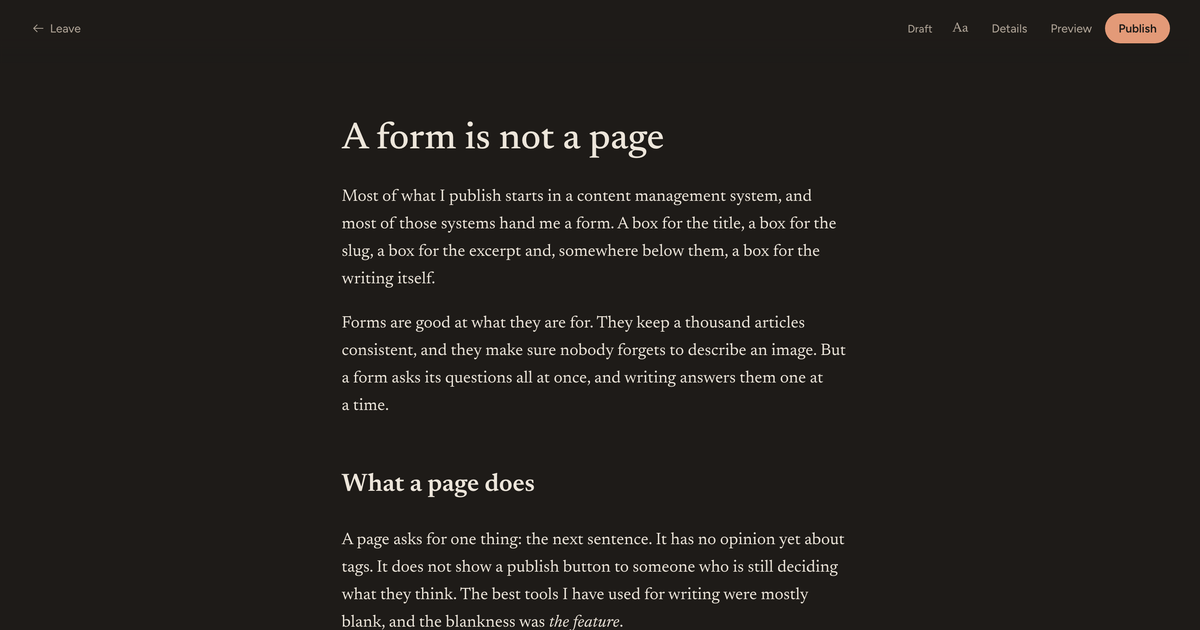 ← Leave
Draft Aa Details Preview Publish
A form is not a page
Most of what I publish starts in a content management system, and
most of those systems hand me a form. A box for the title, a box for the
slug, a box for the excerpt and, somewhere below them, a box for the
writing itself.
Forms are good at what they are for. They keep a thousand articles
consistent, and they make sure nobody forgets to describe an image. But
a form asks its questions all at once, and writing answers them one at
a time.
What a page does
A page asks for one thing: the next sentence. It has no opinion yet about
tags. It does not show a publish button to someone who is still deciding
what they think. The best tools I have used for writing were mostly
blank, and the blankness was the feature.